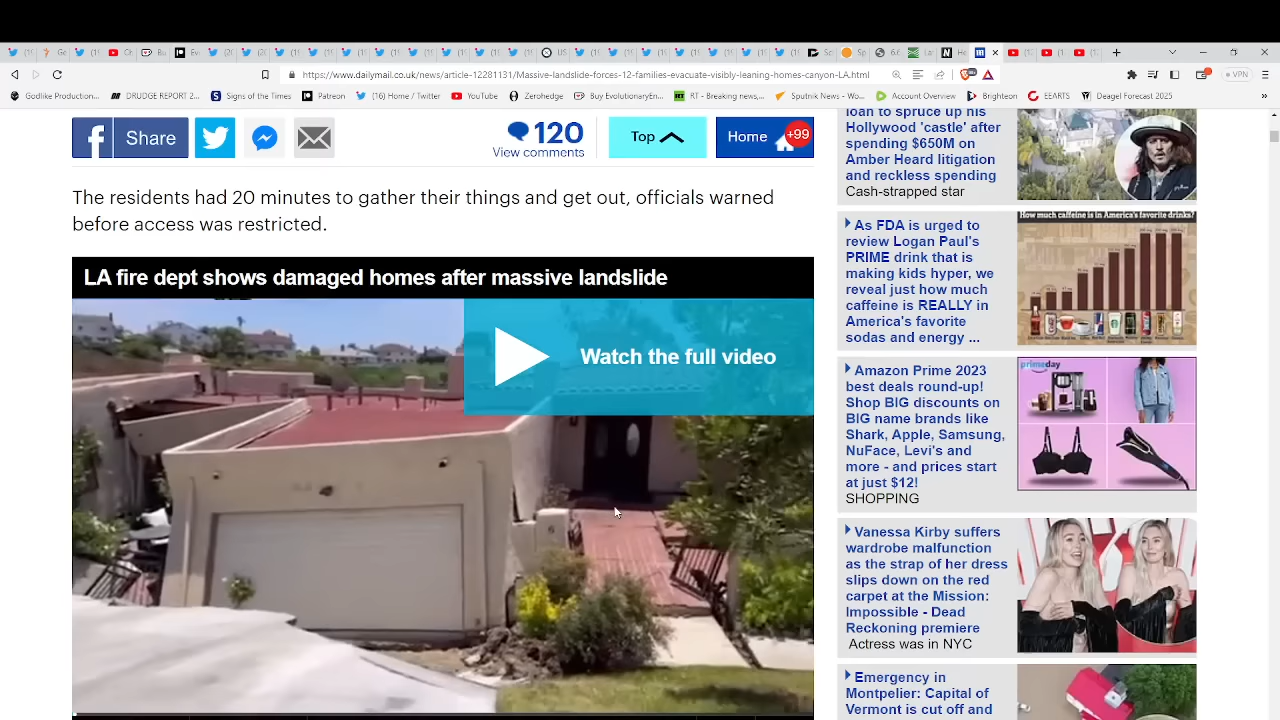 https://www.dailymail.co.uk/news/article-12281135/Massive-landslide-forces-12-families-evacuate-visibly-leaning-homes-canyon-LA.html
VPN
Godlike Production...
DRUDGE REPORT 2...
Signs of the Times
Patreon
(16) Home / Twitter
YouTube
Zerohedge
Buy EvolutionaryEn...
RT - Breaking news,...
Sputnik News - Wo...
Account Overview
Brighteon
EEARTS
Deagel Forecast 2025
Share
120
View comments
Top
Home
+99
The residents had 20 minutes to gather their things and get out, officials warned
before access was restricted.
LA fire dept shows damaged homes after massive landslide
Watch the full video
loan to spruce up his
Hollywood 'castle' after
spending $650M on
Amber Heard litigation
and reckless spending
Cash-strapped star
As FDA is urged to
review Logan Paul's
PRIME drink that is
making kids hyper, we
reveal just how much
caffeine is REALLY in
America's favorite
sodas and energy ...
How much caffeine is in America's favorite drinks?
Amazon Prime 2023
best deals round-up!
Shop BIG discounts on
BIG name brands like
Shark, Apple, Samsung,
NuFace, Levi's and
more - and prices start
at just $12!
SHOPPING
primeday
Vanessa Kirby suffers
wardrobe malfunction
as the strap of her dress
slips down on the red
carpet at the Mission:
Impossible - Dead
Reckoning premiere
Actress was in NYC
Emergency in
Montpelier: Capital of
Vermont is cut off and